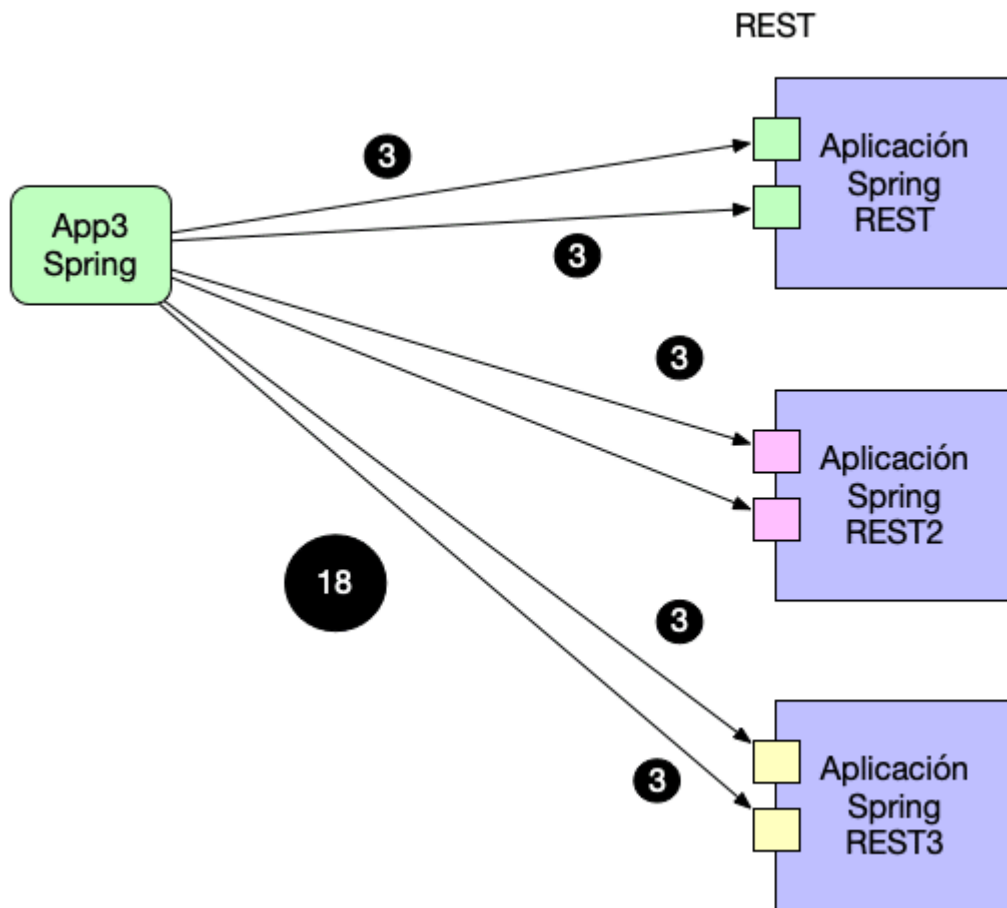 REST
Aplicación
Spring
REST
3
App3
Spring
3
3
Aplicación
Spring
REST2
18
3
3
Aplicación
Spring
REST3